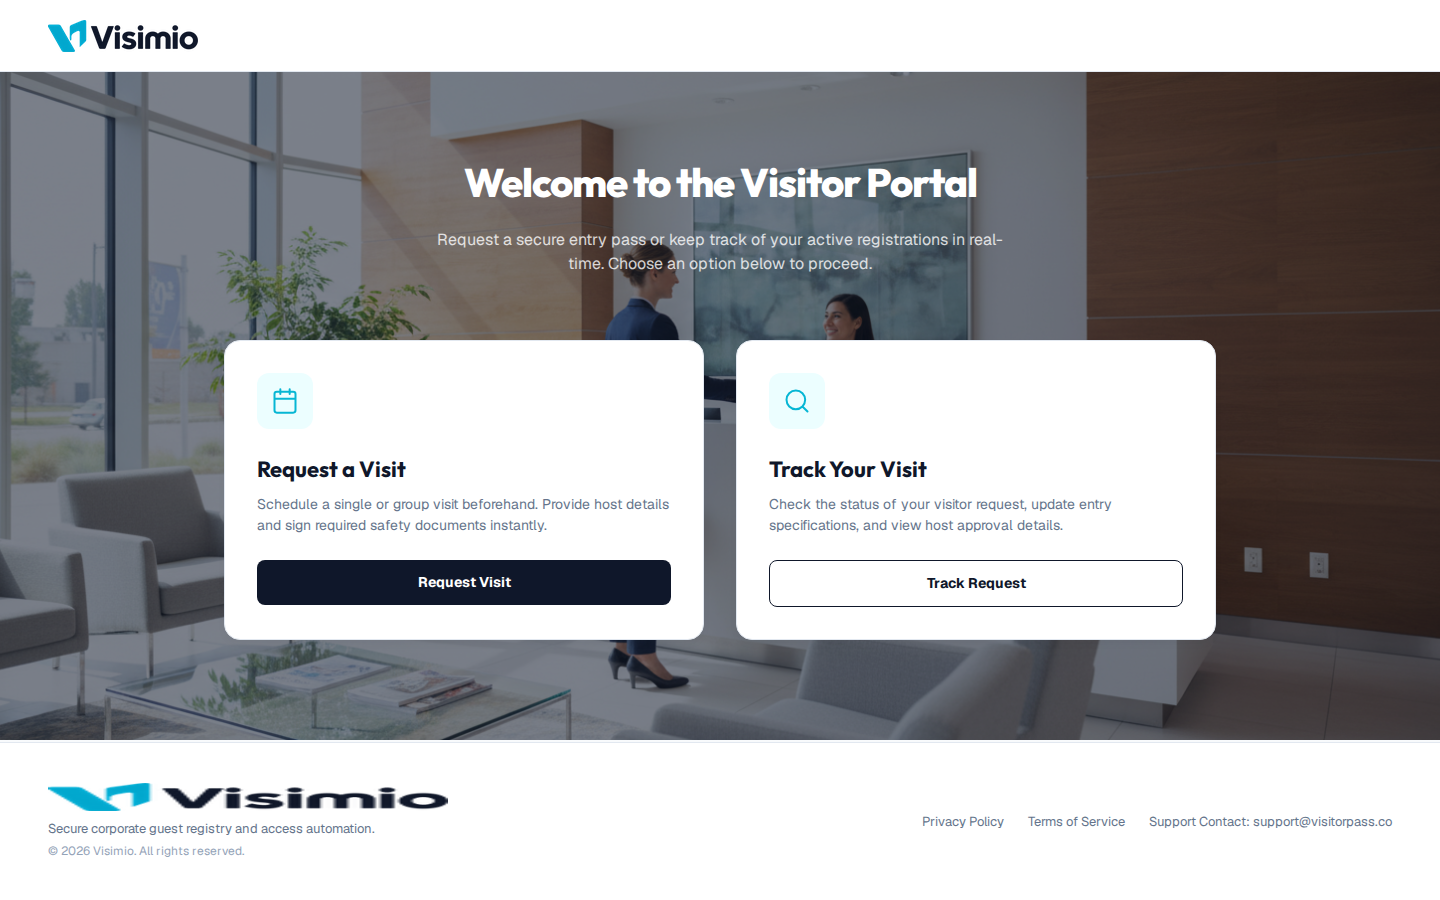 Visimio
Welcome to the Visitor Portal
Request a secure entry pass or keep track of your active registrations in real-
time. Choose an option below to proceed.
Request a Visit
Schedule a single or group visit beforehand. Provide host details
and sign required safety documents instantly.
Request Visit
Track Your Visit
Check the status of your visitor request, update entry
specifications, and view host approval details.
Track Request
Visimio
Secure corporate guest registry and access automation.
© 2026 Visimio. All rights reserved.
Privacy Policy
Terms of Service
Support Contact: support@visitorpass.co